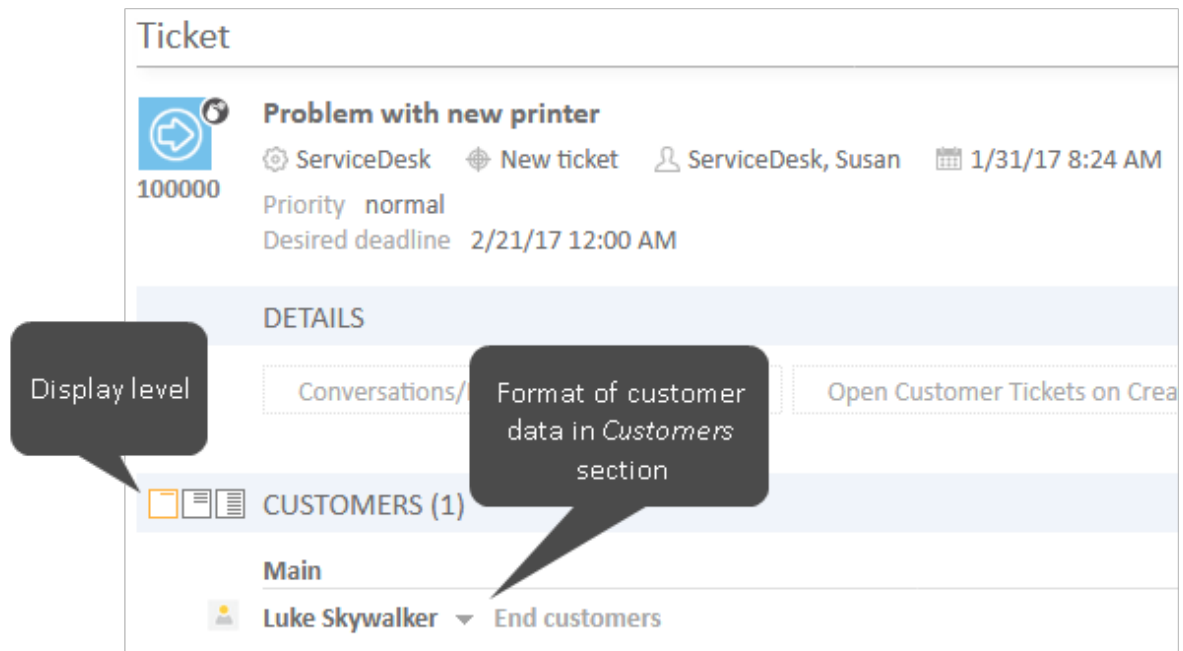 Ticket
Problem with new printer
ServiceDesk New ticket ServiceDesk, Susan 1/31/17 8:24 AM
100000
Priority normal
Desired deadline 2/21/17 12:00 AM
DETAILS
Display level
Conversations/
Format of customer
data in Customers
section
Open Customer Tickets on Crea
CUSTOMERS (1)
Main
Luke Skywalker End customers